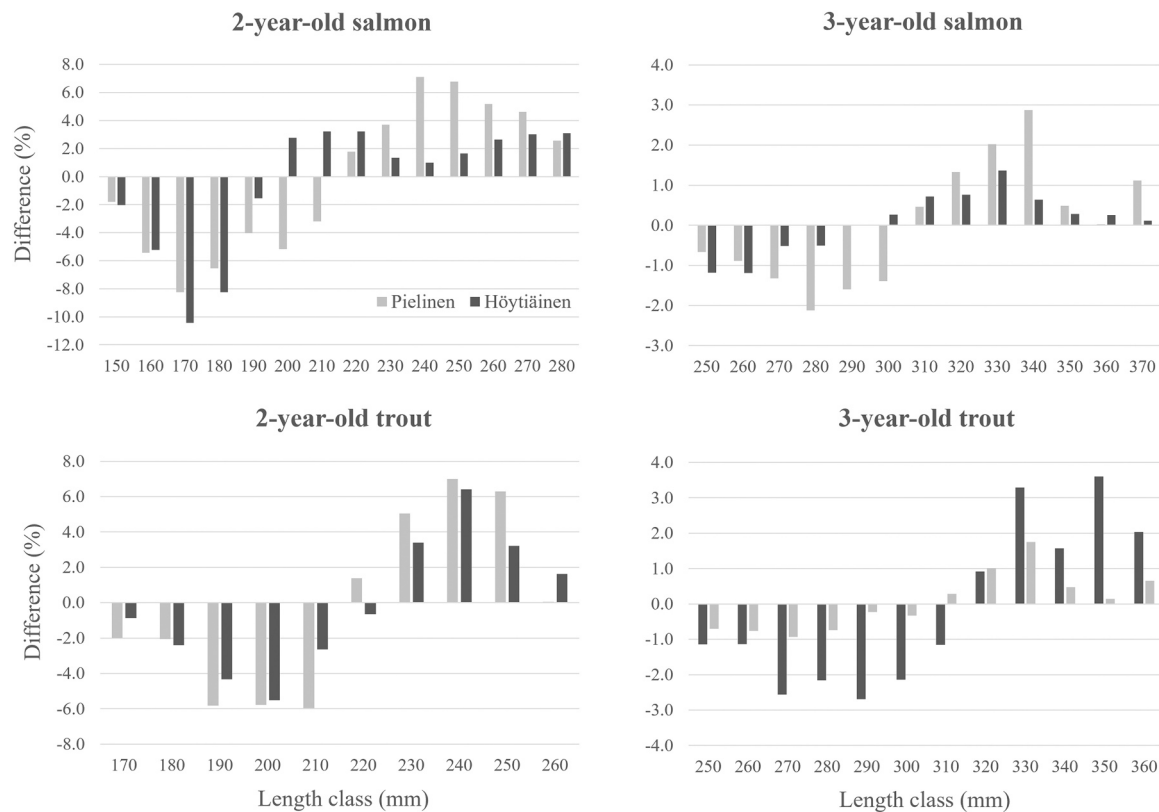 2-year-old salmon
Difference (%)
8.0
6.0
4.0
2.0
0.0
-2.0
-4.0
-6.0
-8.0
-10.0
-12.0
Pielinen Höytiäinen
150 160 170 180 190 200 210 220 230 240 250 260 270 280
3-year-old salmon
4.0
3.0
2.0
1.0
0.0
-1.0
-2.0
-3.0
250 260 270 280 290 300 310 320 330 340 350 360 370
2-year-old trout
Difference (%)
8.0
6.0
4.0
2.0
0.0
-2.0
-4.0
-6.0
-8.0
170 180 190 200 210 220 230 240 250 260
Length class (mm)
3-year-old trout
4.0
3.0
2.0
1.0
0.0
-1.0
-2.0
-3.0
-4.0
250 260 270 280 290 300 310 320 330 340 350 360
Length class (mm)